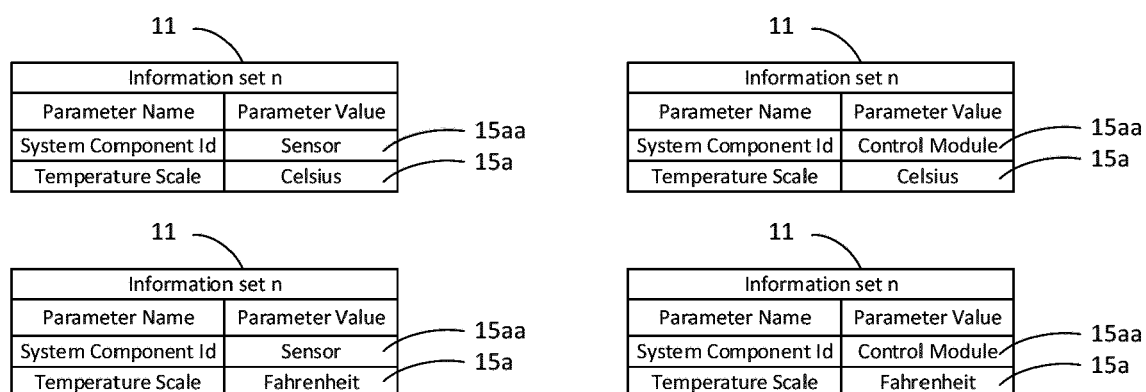 11
11
Information set n
Information set n
Parameter Name Parameter Value
Parameter Name Parameter Value
System Component Id Sensor 15aa
System Component Id Control Module 15aa
Temperature Scale Celsius 15a
Temperature Scale Celsius 15a
11
11
Information set n
Information set n
Parameter Name Parameter Value
Parameter Name Parameter Value
System Component Id Sensor 15aa
System Component Id Control Module 15aa
Temperature Scale Fahrenheit 15a
Temperature Scale Fahrenheit 15a